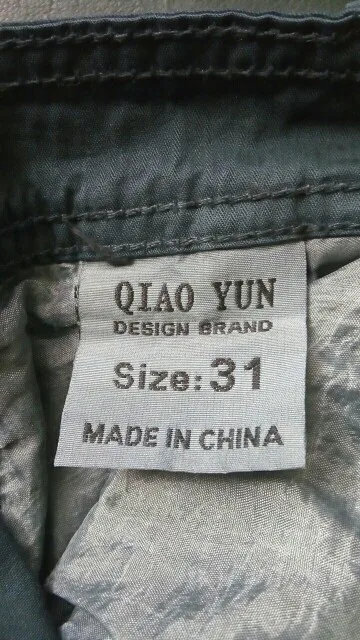 QIAO YUN
DESIGN BRAND
Size: 31
MADE IN CHINA